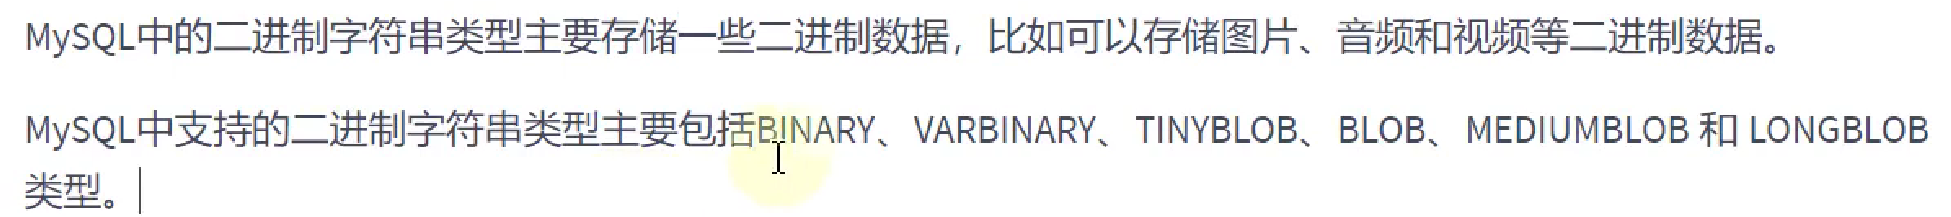 MySQL中的二进制字符串类型主要存储一些二进制数据，比如可以存储图片、音频和视频等二进制数据。
MySQL中支持的二进制字符串类型主要包括BINARY、VARBINARY、TINYBLOB、BLOB、MEDIUMBLOB 和 LONGBLOB
类型。